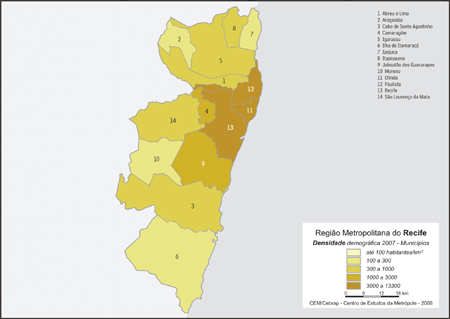 1 Abreu e Lima
2 Araçoiaba
3 Cabo de Santo Agostinho
4 Camaragibe
5 Igarassu
6 Ilha de Itamaracá
7 Ipojuca
8 Itapissuma
9 Jaboatão dos Guararapes
10 Moreno
11 Olinda
12 Paulista
13 Recife
14 São Lourenço da Mata
8
2
7
5
1
12
4
11
14
13
10
9
3
6
Região Metropolitana do Recife
Densidade demográfica 2007 - Municípios
até 100 habitantes/km²
100 a 300
300 a 1000
1000 a 3000
3000 a 13300
0 6 12 18 km
CEM/Cebrap - Centro de Estudos da Metrópole - 2008